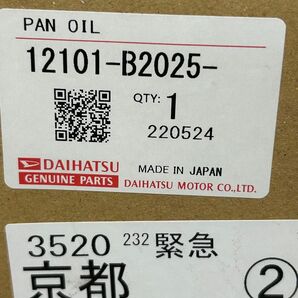 PAN OIL
12101-B2025-
QTY: 1
220524
DAIHATSU
GENUINE PARTS
MADE IN JAPAN
DAIHATSU MOTOR CO.,LTD.
3520 232 緊急
京都 ②